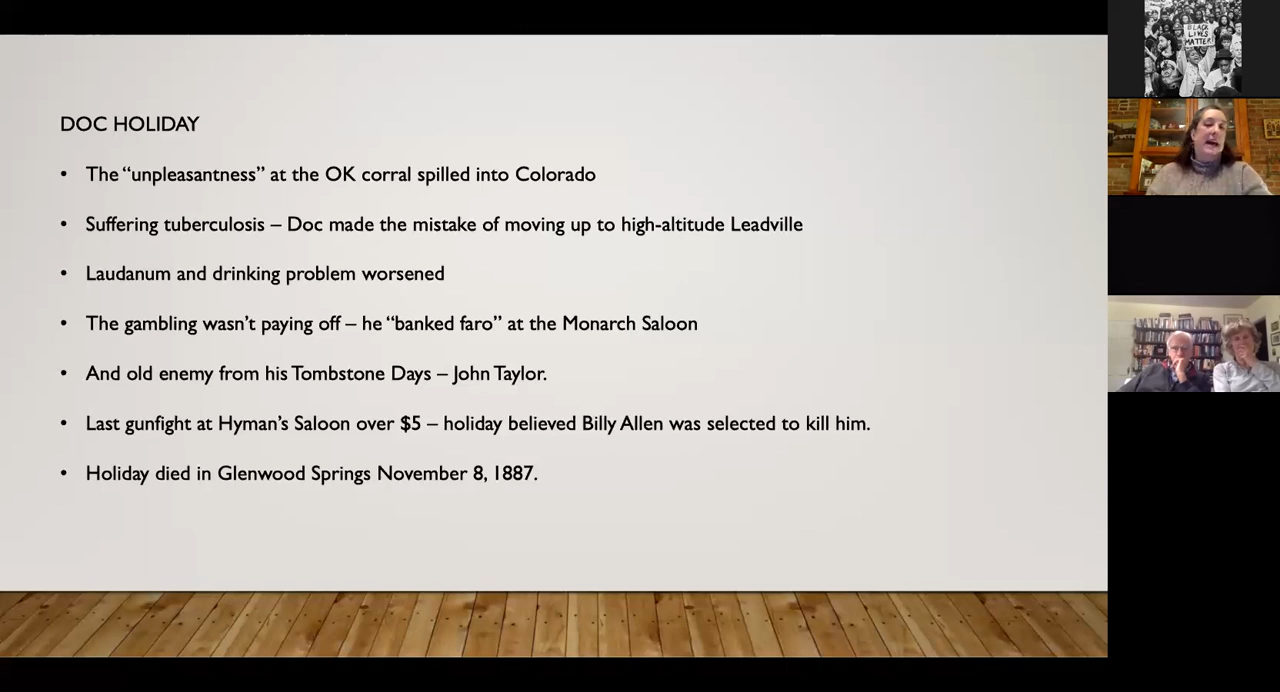 BLACK
LIVES
MATTER
DOC HOLIDAY
• The “unpleasantness” at the OK corral spilled into Colorado
• Suffering tuberculosis – Doc made the mistake of moving up to high-altitude Leadville
• Laudanum and drinking problem worsened
• The gambling wasn’t paying off – he “banked faro” at the Monarch Saloon
• And old enemy from his Tombstone Days – John Taylor.
• Last gunfight at Hyman’s Saloon over $5 – holiday believed Billy Allen was selected to kill him.
• Holiday died in Glenwood Springs November 8, 1887.